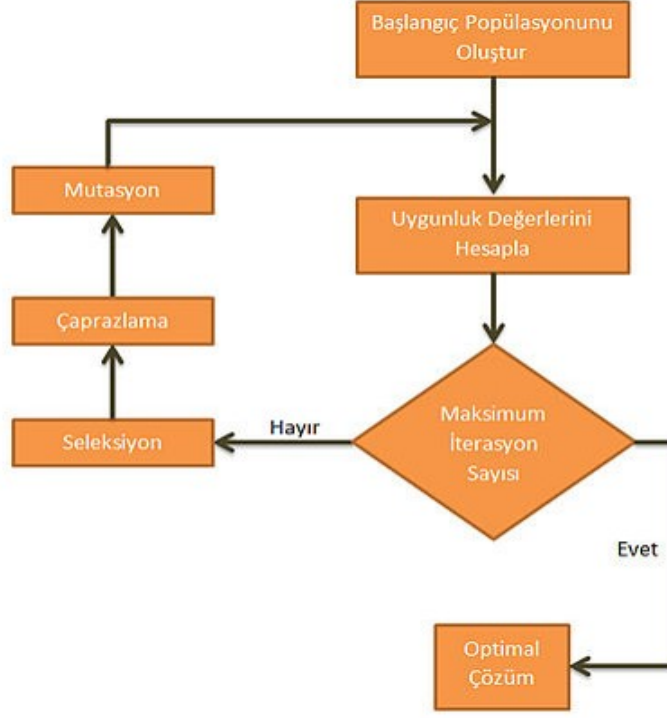 Başlangıç Popülasyonunu
Oluştur
Mutasyon
Uygunluk Değerlerini
Hesapla
Çaprazlama
Maksimum
İterasyon
Sayısı
Hayır
Seleksiyon
Evet
Optimal
Çözüm